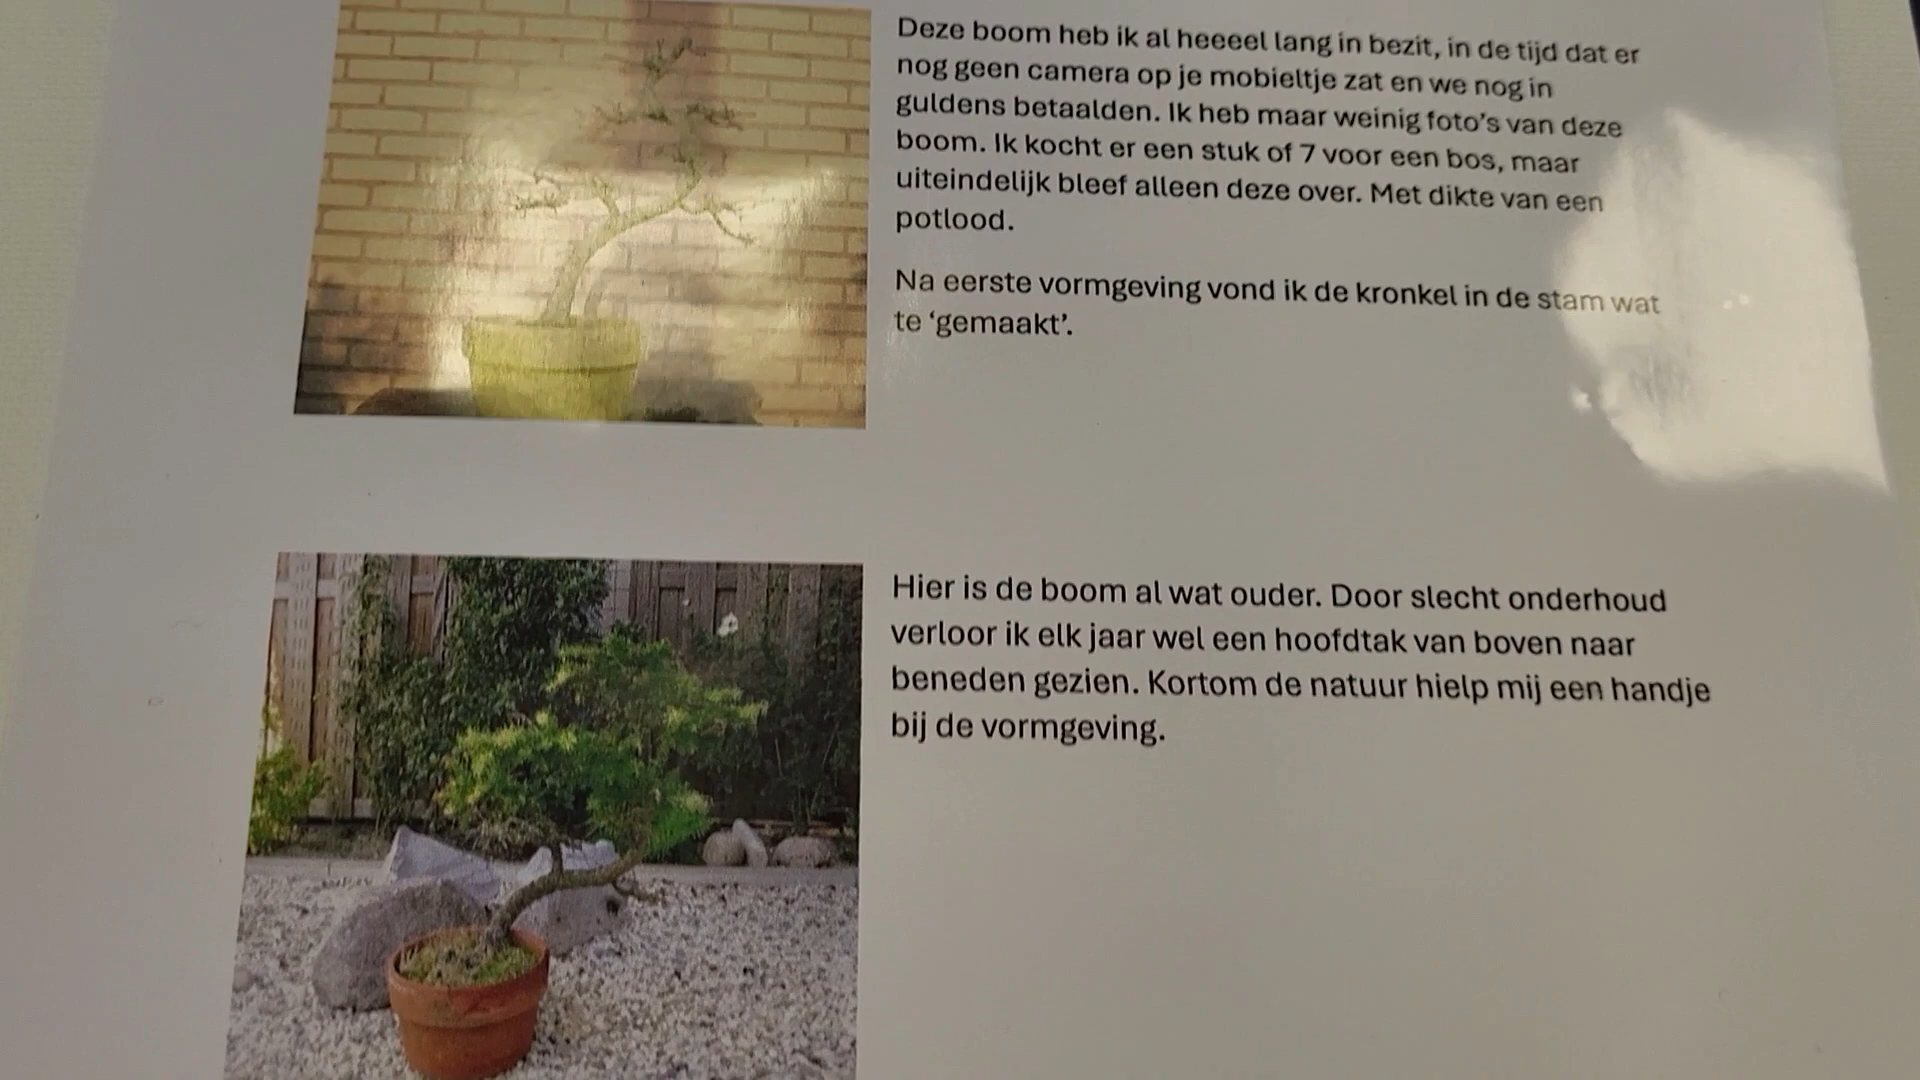 Deze boom heb ik al heeeel lang in bezit, in de tijd dat er
nog geen camera op je mobieltje zat en we nog in
guldens betaalden. Ik heb maar weinig foto's van deze
boom. Ik kocht er een stuk of 7 voor een bos, maar
uiteindelijk bleef alleen deze over. Met dikte van een
potlood.
Na eerste vormgeving vond ik de kronkel in de stam wat
te ‘gemaakt’.
Hier is de boom al wat ouder. Door slecht onderhoud
verloor ik elk jaar wel een hoofdtak van boven naar
beneden gezien. Kortom de natuur hielp mij een handje
bij de vormgeving.